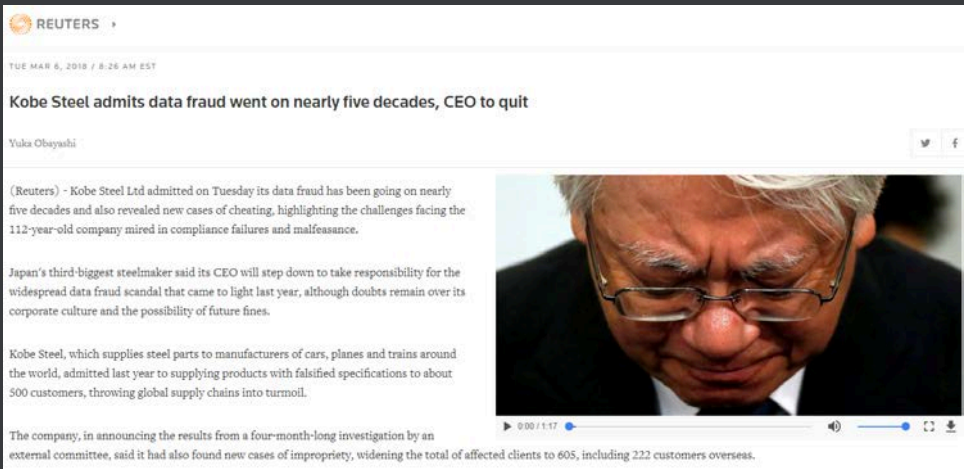 REUTERS
TUE MAR 6, 2018 / 8:26 AM EST
Kobe Steel admits data fraud went on nearly five decades, CEO to quit
Yuka Obayashi
(Reuters) - Kobe Steel Ltd admitted on Tuesday its data fraud has been going on nearly
five decades and also revealed new cases of cheating, highlighting the challenges facing the
112-year-old company mired in compliance failures and malfeasance.
Japan's third-biggest steelmaker said its CEO will step down to take responsibility for the
widespread data fraud scandal that came to light last year, although doubts remain over its
corporate culture and the possibility of future fines.
Kobe Steel, which supplies steel parts to manufacturers of cars, planes and trains around
the world, admitted last year to supplying products with falsified specifications to about
500 customers, throwing global supply chains into turmoil.
0:00 / 1:17
The company, in announcing the results from a four-month-long investigation by an
external committee, said it had also found new cases of impropriety, widening the total of affected clients to 605, including 222 customers overseas.